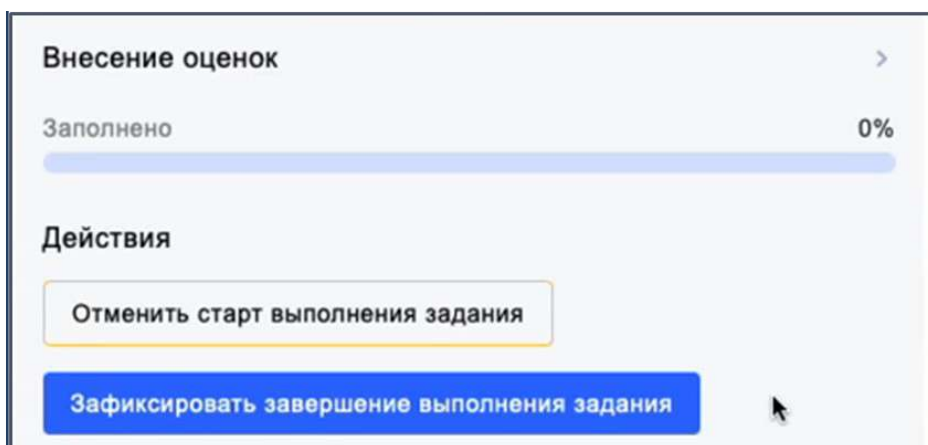 Внесение оценок
Заполнено 0%
Действия
Отменить старт выполнения задания
Зафиксировать завершение выполнения задания